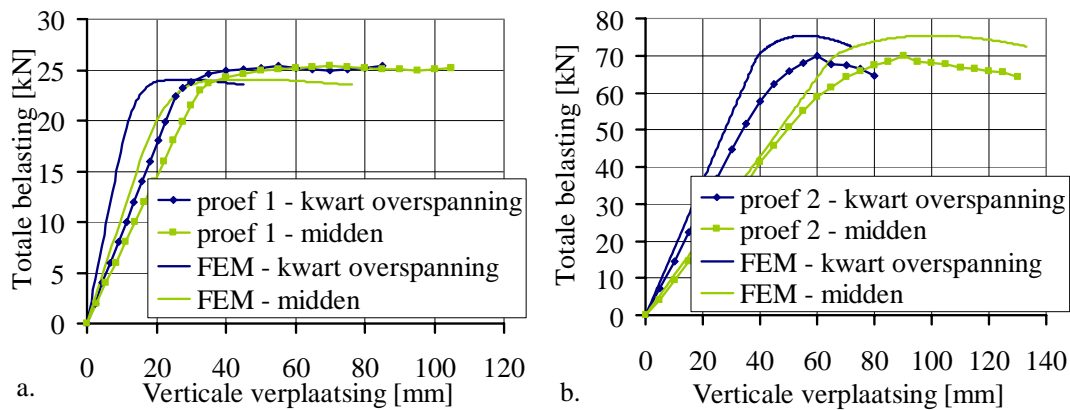 Totale belasting [kN]
30
25
20
15
10
5
0
proef 1 - kwart overspanning
proef 1 - midden
FEM - kwart overspanning
FEM - midden
0 20 40 60 80 100 120
a. Verticale verplaatsing [mm]
Totale belasting [kN]
80
70
60
50
40
30
20
10
0
proef 2 - kwart overspanning
proef 2 - midden
FEM - kwart overspanning
FEM - midden
0 20 40 60 80 100 120 140
b. Verticale verplaatsing [mm]